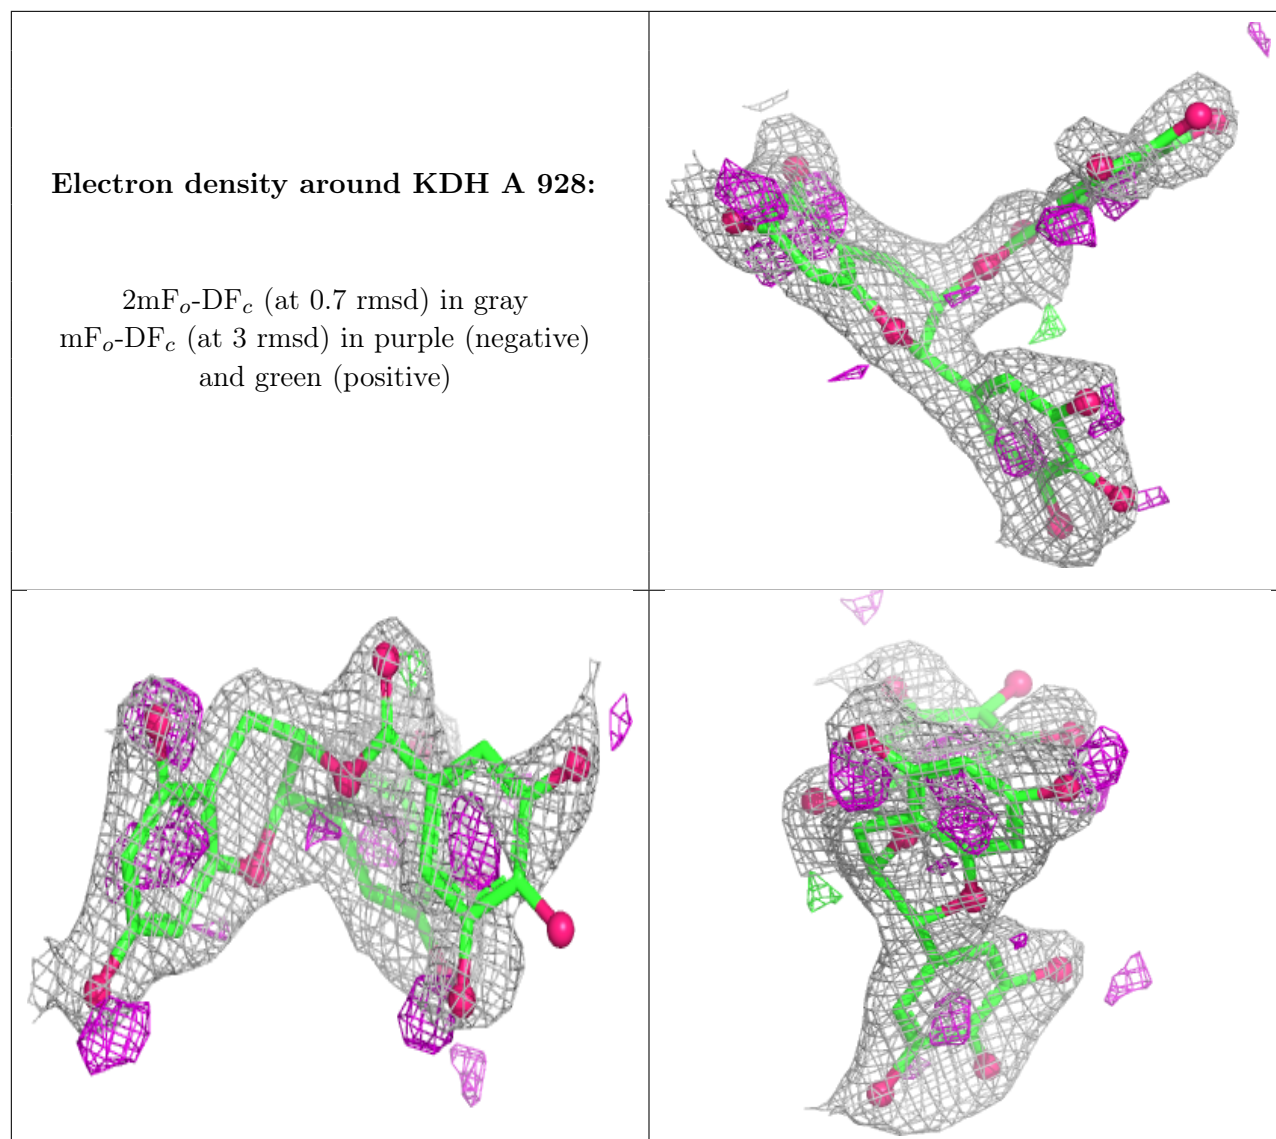 Electron density around KDH A 928:
2mFₒ-DF𝒸 (at 0.7 rmsd) in gray
mFₒ-DF𝒸 (at 3 rmsd) in purple (negative)
and green (positive)